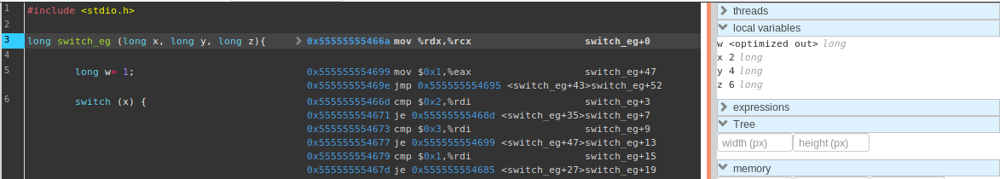 1 #include <stdio.h>
2
3 long switch_eg (long x, long y, long z){ 0x55555555466a mov %rdx,%rcx switch_eg+0
4
5 long w= 1; 0x555555554699 mov $0x1,%eax switch_eg+47
0x55555555469e jmp 0x555555554695 <switch_eg+43>switch_eg+52
6 switch (x) { 0x55555555466d cmp $0x2,%rdi switch_eg+3
0x555555554671 je 0x55555555468d <switch_eg+35>switch_eg+7
0x555555554673 cmp $0x3,%rdi switch_eg+9
0x555555554677 je 0x555555554699 <switch_eg+47>switch_eg+13
0x555555554679 cmp $0x1,%rdi switch_eg+15
0x55555555467d je 0x555555554685 <switch_eg+27>switch_eg+19
threads
local variables
w <optimized out> long
x 2 long
y 4 long
z 6 long
expressions
Tree
width (px) height (px)
memory